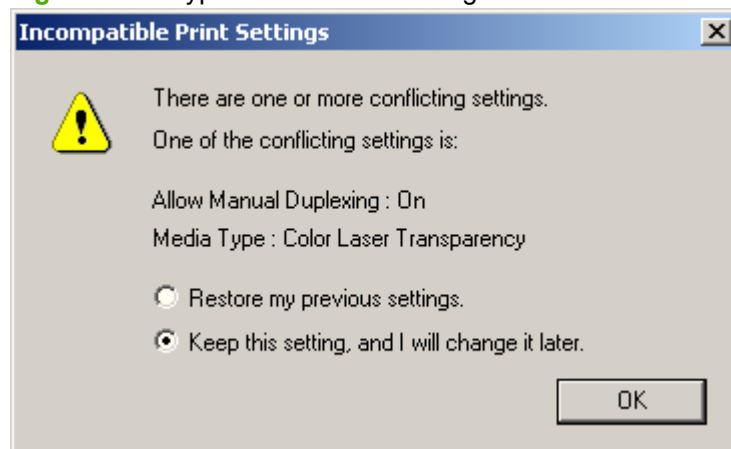 Incompatible Print Settings
There are one or more conflicting settings.
One of the conflicting settings is:
Allow Manual Duplexing : On
Media Type : Color Laser Transparency
Restore my previous settings.
Keep this setting, and I will change it later.
OK